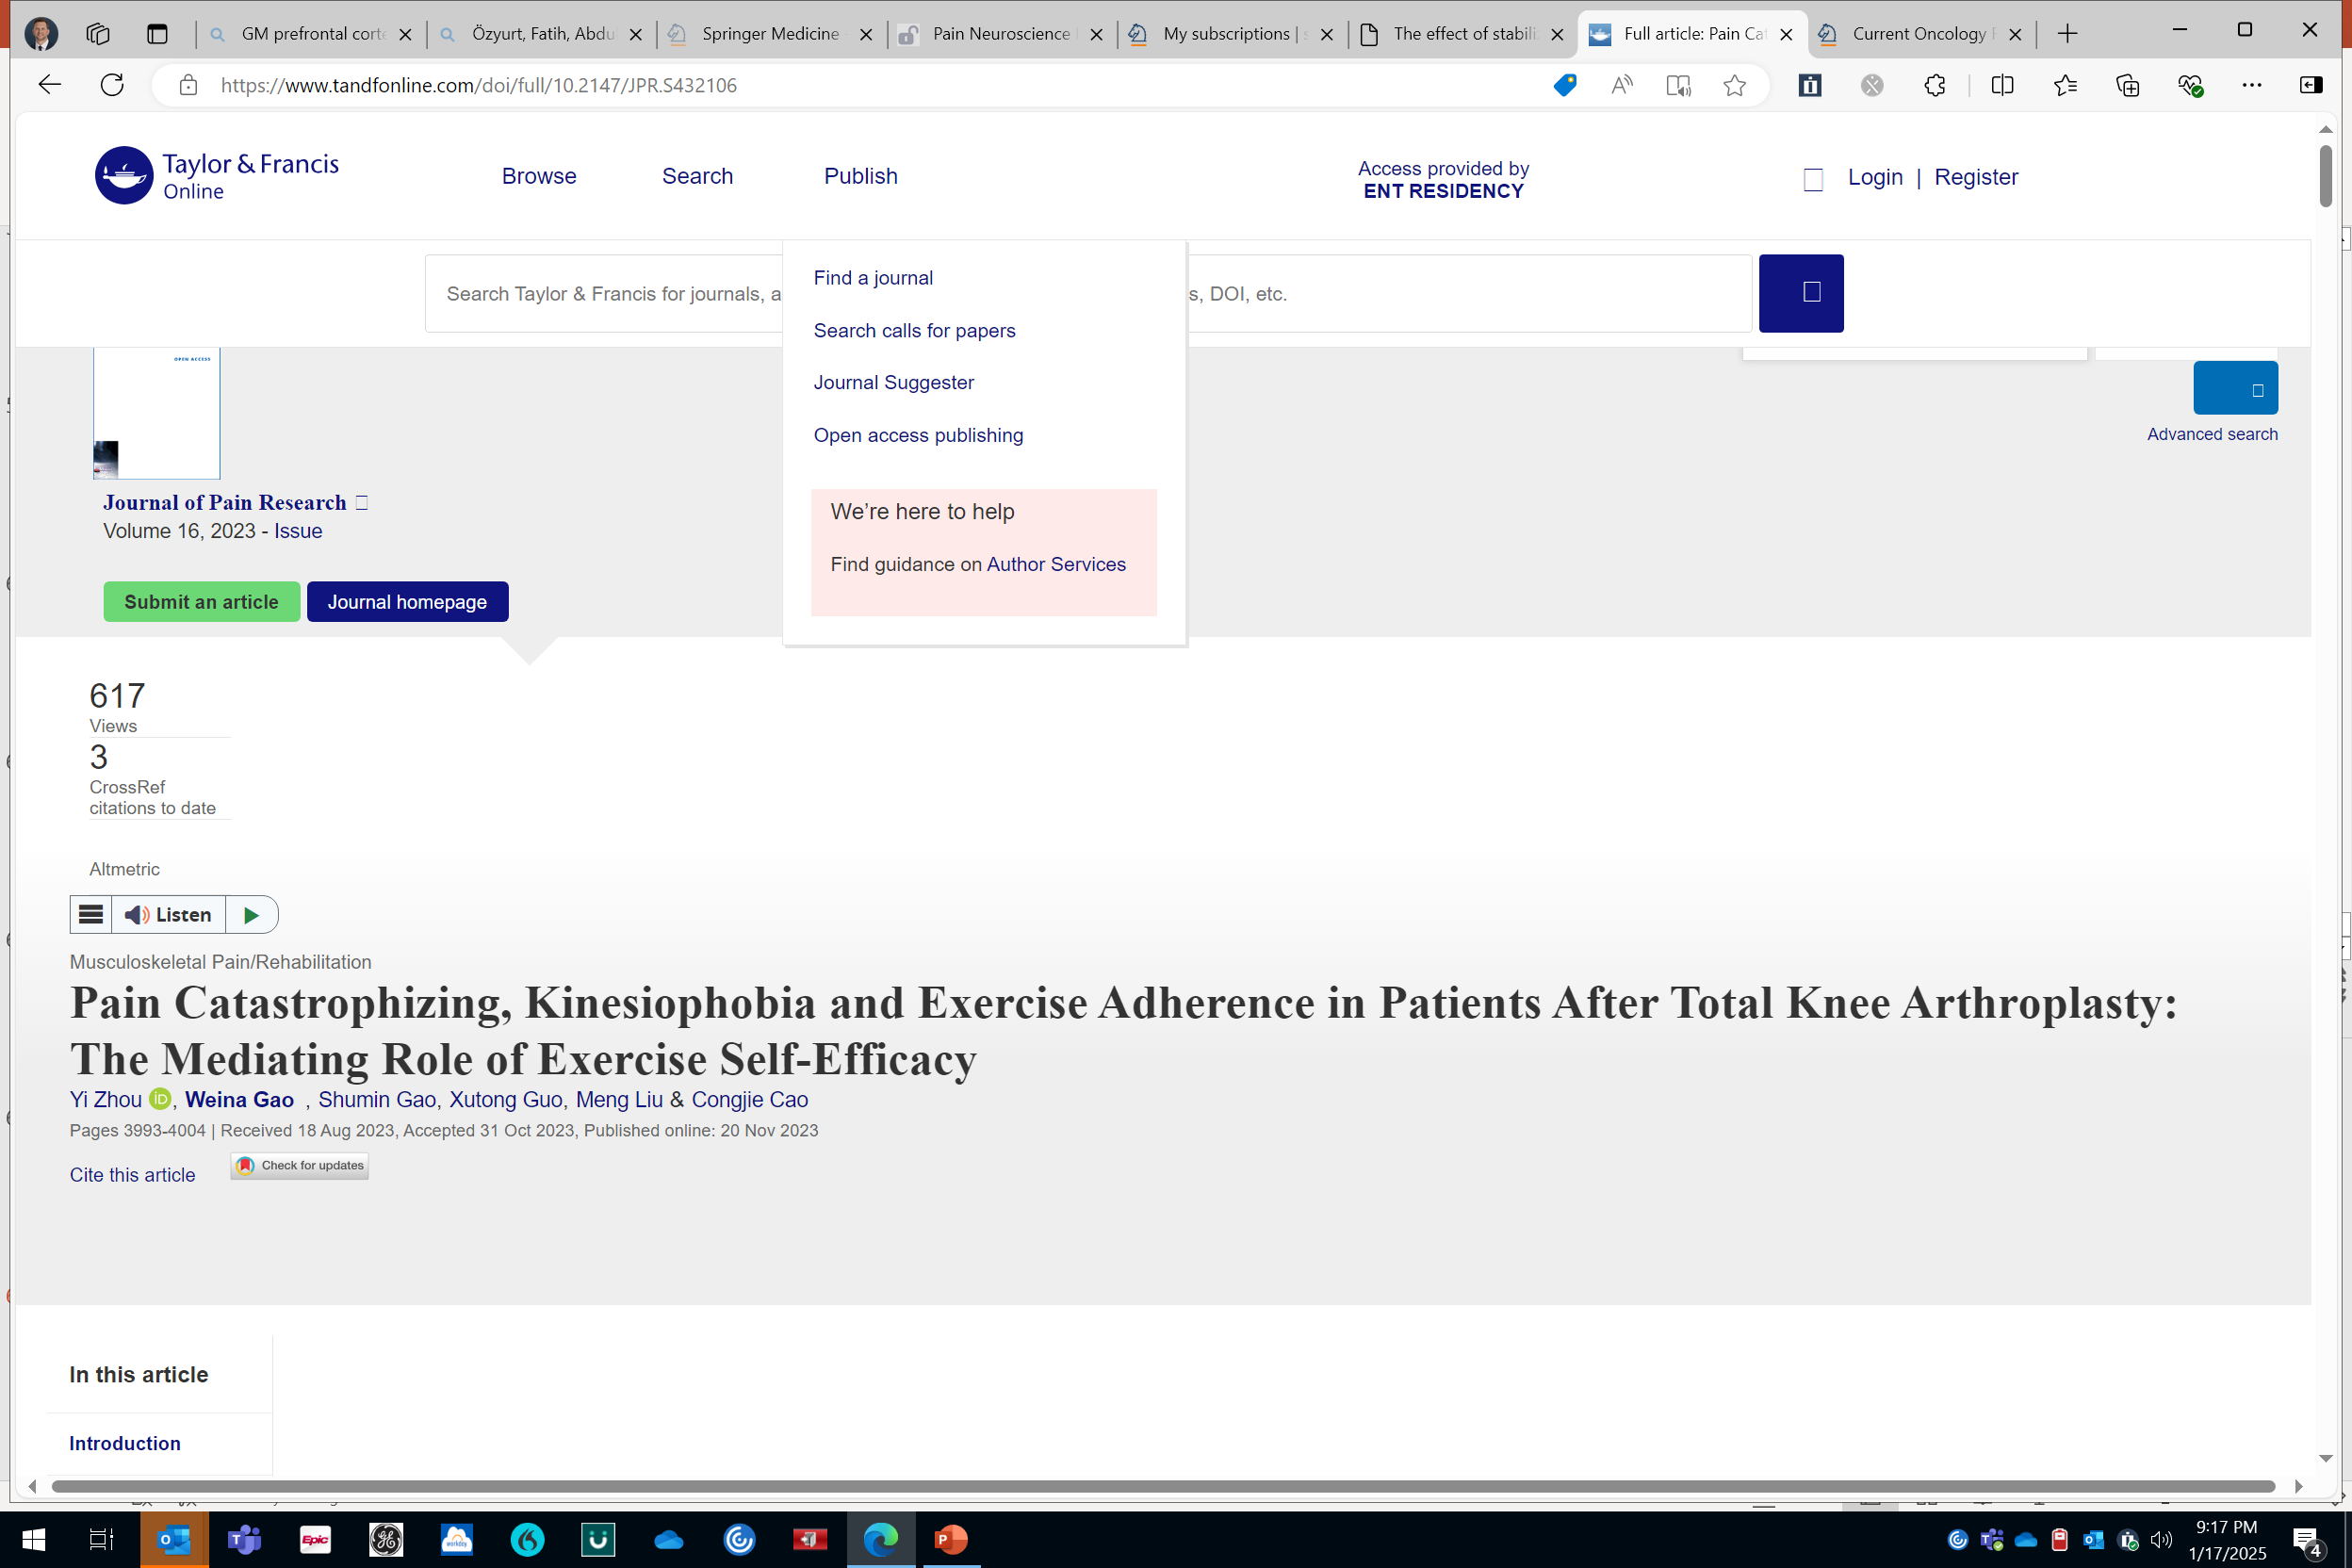 GM prefrontal corte
Özyurt, Fatih, Abdu
Springer Medicine
Pain Neuroscience
My subscriptions |
The effect of stabili
Full article: Pain Ca
Current Oncology
https://www.tandfonline.com/doi/full/10.2147/JPR.S432106
Taylor & Francis
Online
Browse
Search
Publish
Access provided by
ENT RESIDENCY
Login | Register
Search Taylor & Francis for journals, a
s, DOI, etc.
Find a journal
Search calls for papers
Journal Suggester
Open access publishing
We’re here to help
Find guidance on Author Services
OPEN ACCESS
Advanced search
Journal of Pain Research
Volume 16, 2023 - Issue
Submit an article
Journal homepage
617
Views
3
CrossRef
citations to date
Altmetric
Listen
Musculoskeletal Pain/Rehabilitation
Pain Catastrophizing, Kinesiophobia and Exercise Adherence in Patients After Total Knee Arthroplasty:
The Mediating Role of Exercise Self-Efficacy
Yi Zhou iD, Weina Gao , Shumin Gao, Xutong Guo, Meng Liu & Congjie Cao
Pages 3993-4004 | Received 18 Aug 2023, Accepted 31 Oct 2023, Published online: 20 Nov 2023
Cite this article
Check for updates
In this article
Introduction
Epic
workday
9:17 PM
1/17/2025
4